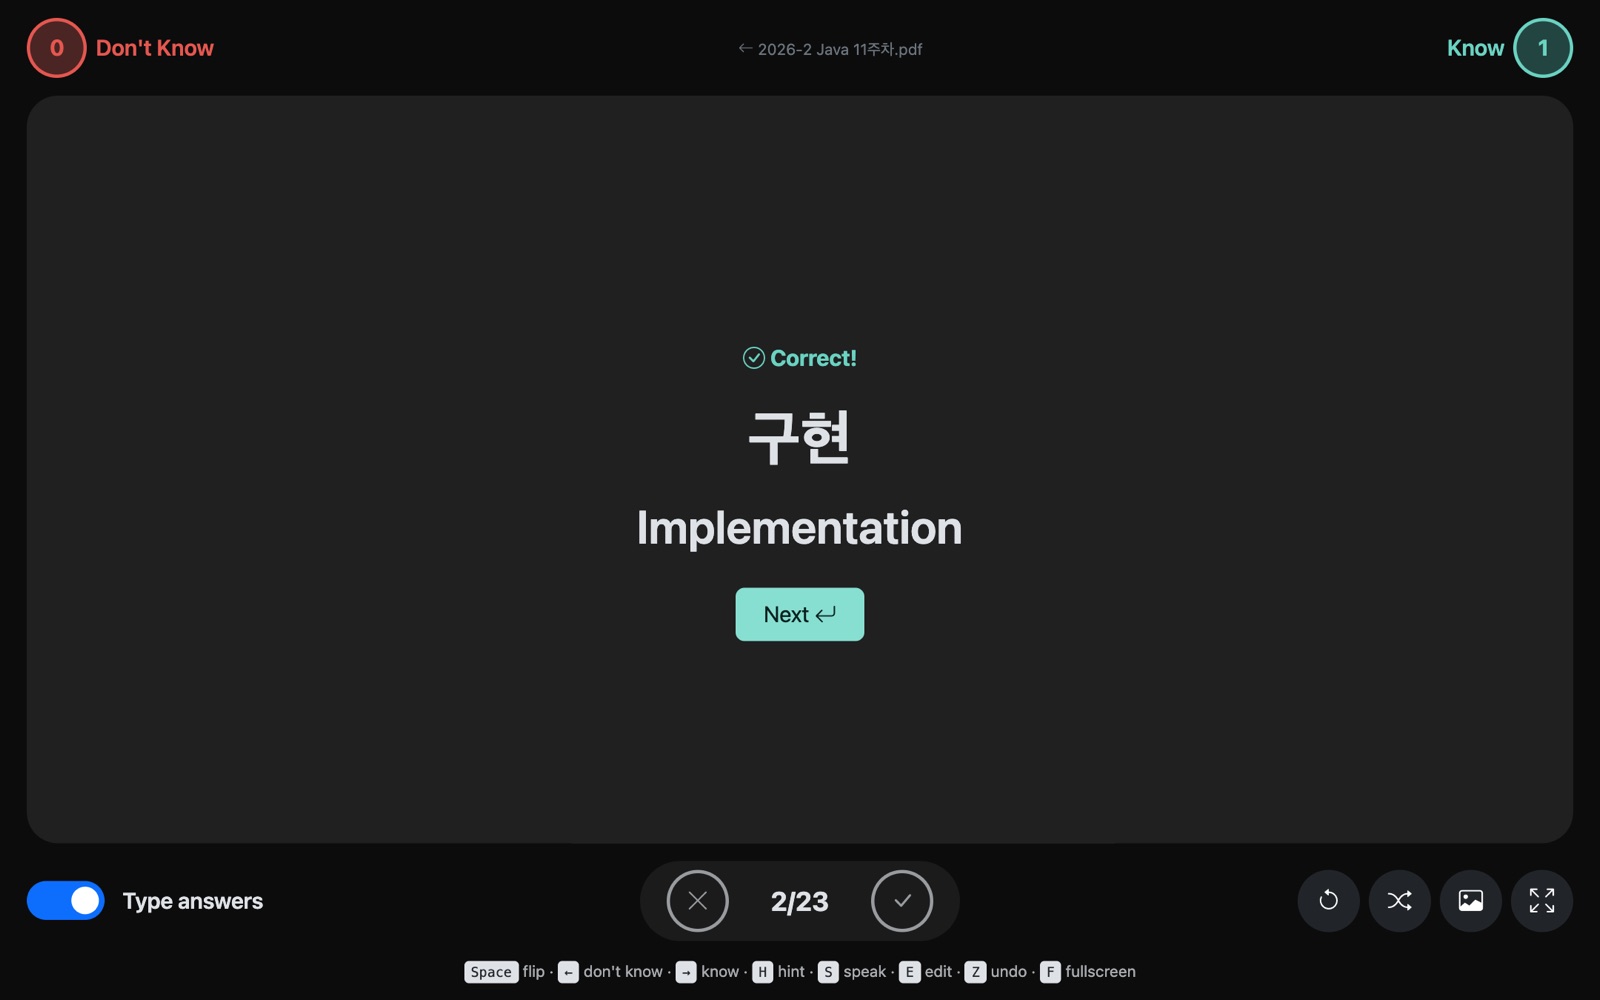 0 Don't Know
← 2026-2 Java 11주차.pdf
Know 1
Correct!
구현
Implementation
Next ↵
Type answers
2/23
Space flip · ← don't know · → know · H hint · S speak · E edit · Z undo · F fullscreen